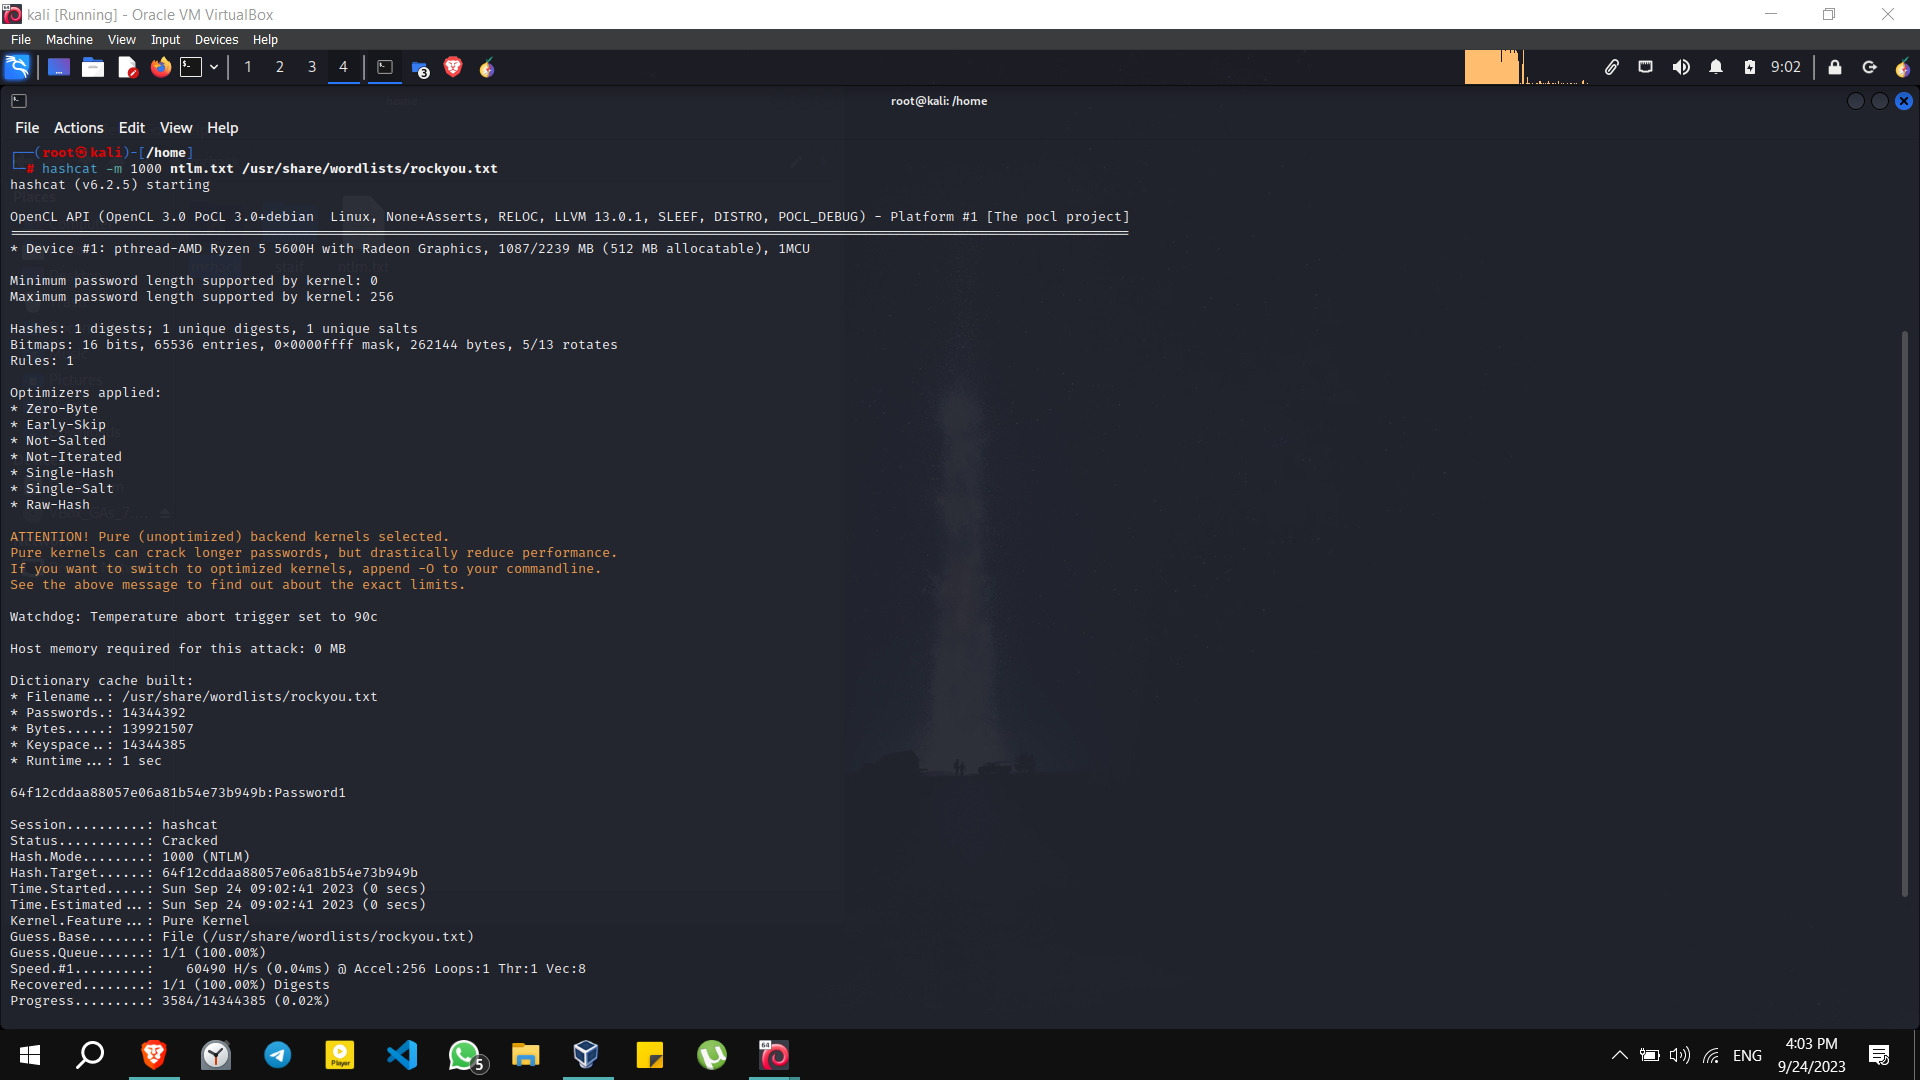 kali [Running] - Oracle VM VirtualBox
File Machine View Input Devices Help
1 2 3 4 3 9:02
root@kali: /home
File Actions Edit View Help
┌──(root㉿kali)-[/home]
└─# hashcat -m 1000 ntlm.txt /usr/share/wordlists/rockyou.txt
hashcat (v6.2.5) starting
OpenCL API (OpenCL 3.0 PoCL 3.0+debian  Linux, None+Asserts, RELOC, LLVM 13.0.1, SLEEF, DISTRO, POCL_DEBUG) - Platform #1 [The pocl project]
* Device #1: pthread-AMD Ryzen 5 5600H with Radeon Graphics, 1087/2239 MB (512 MB allocatable), 1MCU
Minimum password length supported by kernel: 0
Maximum password length supported by kernel: 256
Hashes: 1 digests; 1 unique digests, 1 unique salts
Bitmaps: 16 bits, 65536 entries, 0×0000ffff mask, 262144 bytes, 5/13 rotates
Rules: 1
Optimizers applied:
* Zero-Byte
* Early-Skip
* Not-Salted
* Not-Iterated
* Single-Hash
* Single-Salt
* Raw-Hash
ATTENTION! Pure (unoptimized) backend kernels selected.
Pure kernels can crack longer passwords, but drastically reduce performance.
If you want to switch to optimized kernels, append -O to your commandline.
See the above message to find out about the exact limits.
Watchdog: Temperature abort trigger set to 90c
Host memory required for this attack: 0 MB
Dictionary cache built:
* Filename..: /usr/share/wordlists/rockyou.txt
* Passwords.: 14344392
* Bytes.....: 139921507
* Keyspace..: 14344385
* Runtime...: 1 sec
64f12cddaa88057e06a81b54e73b949b:Password1
Session..........: hashcat
Status...........: Cracked
Hash.Mode........: 1000 (NTLM)
Hash.Target......: 64f12cddaa88057e06a81b54e73b949b
Time.Started.....: Sun Sep 24 09:02:41 2023 (0 secs)
Time.Estimated...: Sun Sep 24 09:02:41 2023 (0 secs)
Kernel.Feature...: Pure Kernel
Guess.Base.......: File (/usr/share/wordlists/rockyou.txt)
Guess.Queue......: 1/1 (100.00%)
Speed.#1.........:    60490 H/s (0.04ms) @ Accel:256 Loops:1 Thr:1 Vec:8
Recovered........: 1/1 (100.00%) Digests
Progress.........: 3584/14344385 (0.02%)
Player 5 64 ENG 4:03 PM
9/24/2023